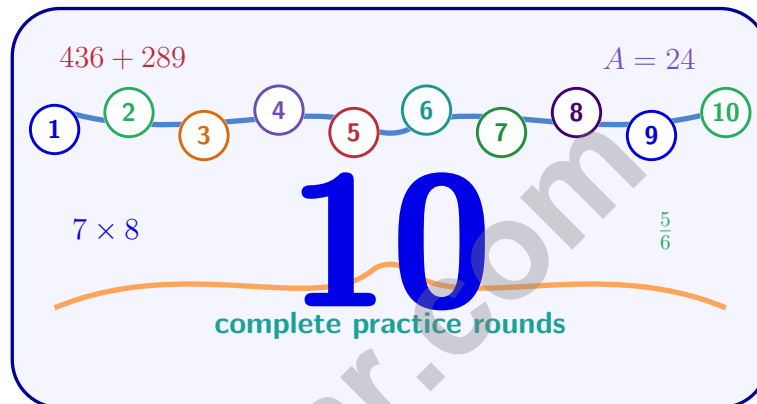 436 + 289
A = 24
1 2 3 4 5 6 7 8 9 10
10
7 × 8
5/6
complete practice rounds
r.com